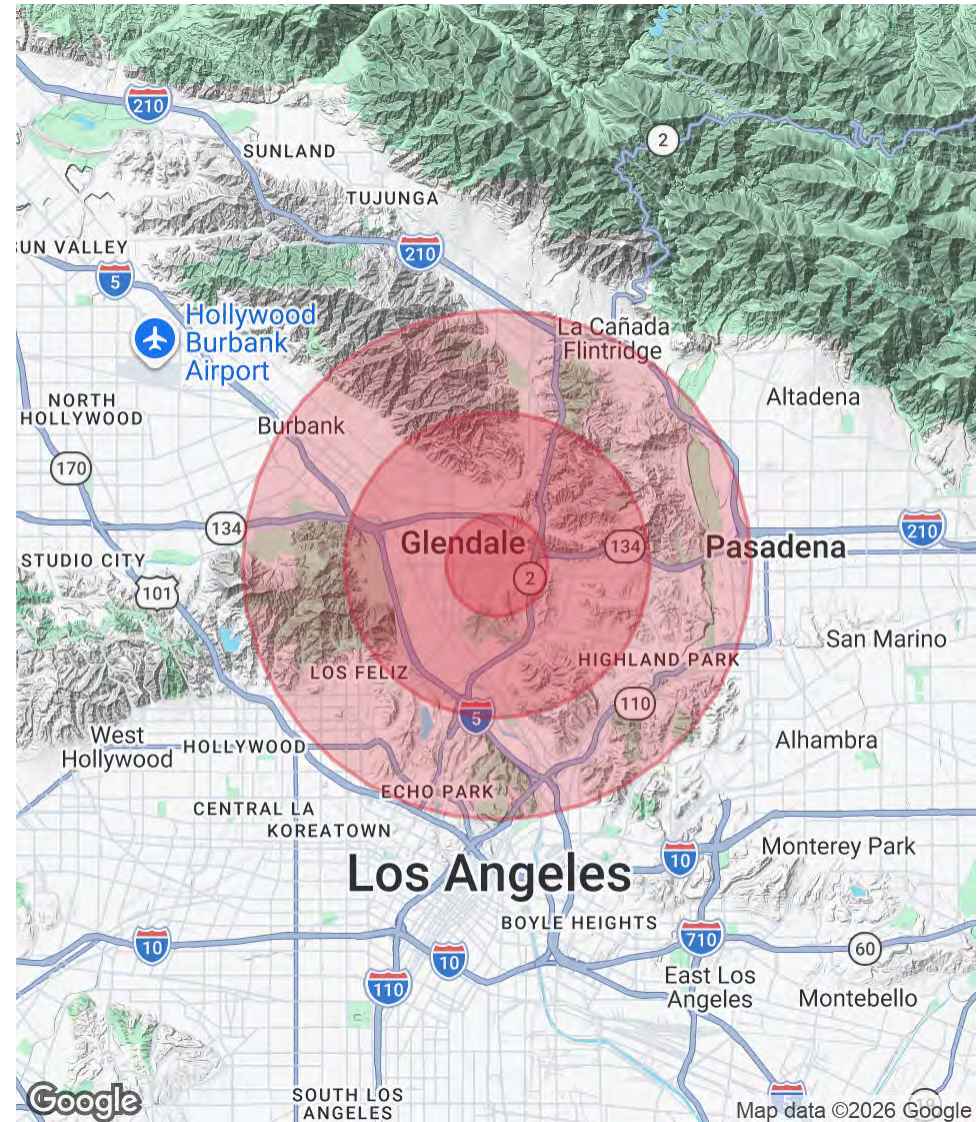 210
2
SUNLAND
TUJUNGA
UN VALLEY
210
5
Hollywood
Burbank
Airport
La Cañada
Flintridge
NORTH
HOLLYWOOD
Altadena
Burbank
170
134
Glendale
134
210
Pasadena
STUDIO CITY
2
101
San Marino
HIGHLAND PARK
LOS FELIZ
110
5
West
Hollywood
HOLLYWOOD
Alhambra
ECHO PARK
CENTRAL LA
KOREATOWN
Monterey Park
10
Los Angeles
BOYLE HEIGHTS
10
710
60
10
110
East Los
Angeles
Montebello
SOUTH LOS
ANGELES
5
Google
Map data ©2026 Google